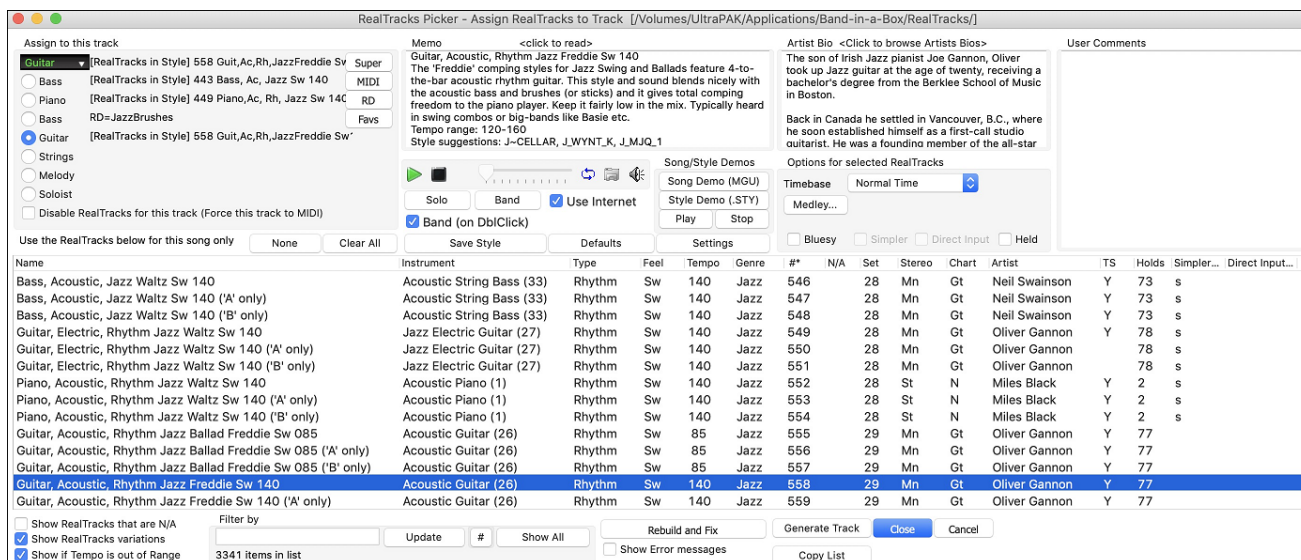 RealTracks Picker - Assign RealTracks to Track [/Volumes/UltraPAK/Applications/Band-in-a-Box/RealTracks/]
Assign to this track
Guitar [RealTracks in Style] 558 Guit,Ac,Rh,JazzFreddie Sw Super
Bass [RealTracks in Style] 443 Bass, Ac, Jazz Sw 140 MIDI
Piano [RealTracks in Style] 449 Piano,Ac, Rh, Jazz Sw 140 RD
Bass RD=JazzBrushes Favs
Guitar [RealTracks in Style] 558 Guit,Ac,Rh,JazzFreddie Sw
Strings
Melody
Soloist
Disable RealTracks for this track (Force this track to MIDI)
Use the RealTracks below for this song only None Clear All
Memo <click to read>
Guitar, Acoustic, Rhythm Jazz Freddie Sw 140
The 'Freddie' comping styles for Jazz Swing and Ballads feature 4-to-
the-bar acoustic rhythm guitar. This style and sound blends nicely with
the acoustic bass and brushes (or sticks) and it gives total comping
freedom to the piano player. Keep it fairly low in the mix. Typically heard
in swing combos or big-bands like Basie etc.
Tempo range: 120-160
Style suggestions: J~CELLAR, J_WYNT_K, J_MJQ_1
Solo Band Use Internet
Band (on DblClick)
Save Style Defaults Settings
Song/Style Demos
Song Demo (MGU)
Style Demo (.STY)
Play Stop
Artist Bio <Click to browse Artists Bios>
The son of Irish Jazz pianist Joe Gannon, Oliver
took up Jazz guitar at the age of twenty, receiving a
bachelor's degree from the Berklee School of Music
in Boston.
Back in Canada he settled in Vancouver, B.C., where
he soon established himself as a first-call studio
guitarist. He was a founding member of the all-star
Options for selected RealTracks
Timebase Normal Time
Medley...
Bluesy Simpler Direct Input Held
User Comments
Name Instrument Type Feel Tempo Genre #* N/A Set Stereo Chart Artist TS Holds Simpler... Direct Input...
Bass, Acoustic, Jazz Waltz Sw 140 Acoustic String Bass (33) Rhythm Sw 140 Jazz 546 28 Mn Gt Neil Swainson Y 73 s
Bass, Acoustic, Jazz Waltz Sw 140 ('A' only) Acoustic String Bass (33) Rhythm Sw 140 Jazz 547 28 Mn Gt Neil Swainson Y 73 s
Bass, Acoustic, Jazz Waltz Sw 140 ('B' only) Acoustic String Bass (33) Rhythm Sw 140 Jazz 548 28 Mn Gt Neil Swainson Y 73 s
Guitar, Electric, Rhythm Jazz Waltz Sw 140 Jazz Electric Guitar (27) Rhythm Sw 140 Jazz 549 28 Mn Gt Oliver Gannon Y 78 s
Guitar, Electric, Rhythm Jazz Waltz Sw 140 ('A' only) Jazz Electric Guitar (27) Rhythm Sw 140 Jazz 550 28 Mn Gt Oliver Gannon 78 s
Guitar, Electric, Rhythm Jazz Waltz Sw 140 ('B' only) Jazz Electric Guitar (27) Rhythm Sw 140 Jazz 551 28 Mn Gt Oliver Gannon 78 s
Piano, Acoustic, Rhythm Jazz Waltz Sw 140 Acoustic Piano (1) Rhythm Sw 140 Jazz 552 28 St N Miles Black Y 2 s
Piano, Acoustic, Rhythm Jazz Waltz Sw 140 ('A' only) Acoustic Piano (1) Rhythm Sw 140 Jazz 553 28 St N Miles Black Y 2 s
Piano, Acoustic, Rhythm Jazz Waltz Sw 140 ('B' only) Acoustic Piano (1) Rhythm Sw 140 Jazz 554 28 St N Miles Black Y 2 s
Guitar, Acoustic, Rhythm Jazz Ballad Freddie Sw 085 Acoustic Guitar (26) Rhythm Sw 85 Jazz 555 29 Mn Gt Oliver Gannon Y 77
Guitar, Acoustic, Rhythm Jazz Ballad Freddie Sw 085 ('A' only) Acoustic Guitar (26) Rhythm Sw 85 Jazz 556 29 Mn Gt Oliver Gannon Y 77
Guitar, Acoustic, Rhythm Jazz Ballad Freddie Sw 085 ('B' only) Acoustic Guitar (26) Rhythm Sw 85 Jazz 557 29 Mn Gt Oliver Gannon Y 77
Guitar, Acoustic, Rhythm Jazz Freddie Sw 140 Acoustic Guitar (26) Rhythm Sw 140 Jazz 558 29 Mn Gt Oliver Gannon Y 77
Guitar, Acoustic, Rhythm Jazz Freddie Sw 140 ('A' only) Acoustic Guitar (26) Rhythm Sw 140 Jazz 559 29 Mn Gt Oliver Gannon Y 77
Show RealTracks that are N/A
Show RealTracks variations
Show if Tempo is out of Range
Filter by
Update # Show All
3341 items in list
Rebuild and Fix
Show Error messages
Generate Track Close Cancel
Copy List